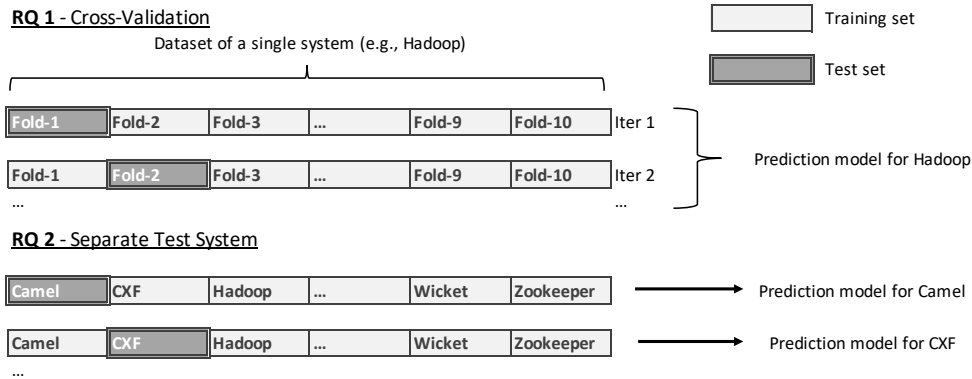 RQ 1 - Cross-Validation
Training set
Dataset of a single system (e.g., Hadoop)
Test set
Fold-1 Fold-2 Fold-3 ... Fold-9 Fold-10 Iter 1
Prediction model for Hadoop
Fold-1 Fold-2 Fold-3 ... Fold-9 Fold-10 Iter 2
... ...
RQ 2 - Separate Test System
Camel CXF Hadoop ... Wicket Zookeeper Prediction model for Camel
Camel CXF Hadoop ... Wicket Zookeeper Prediction model for CXF
...